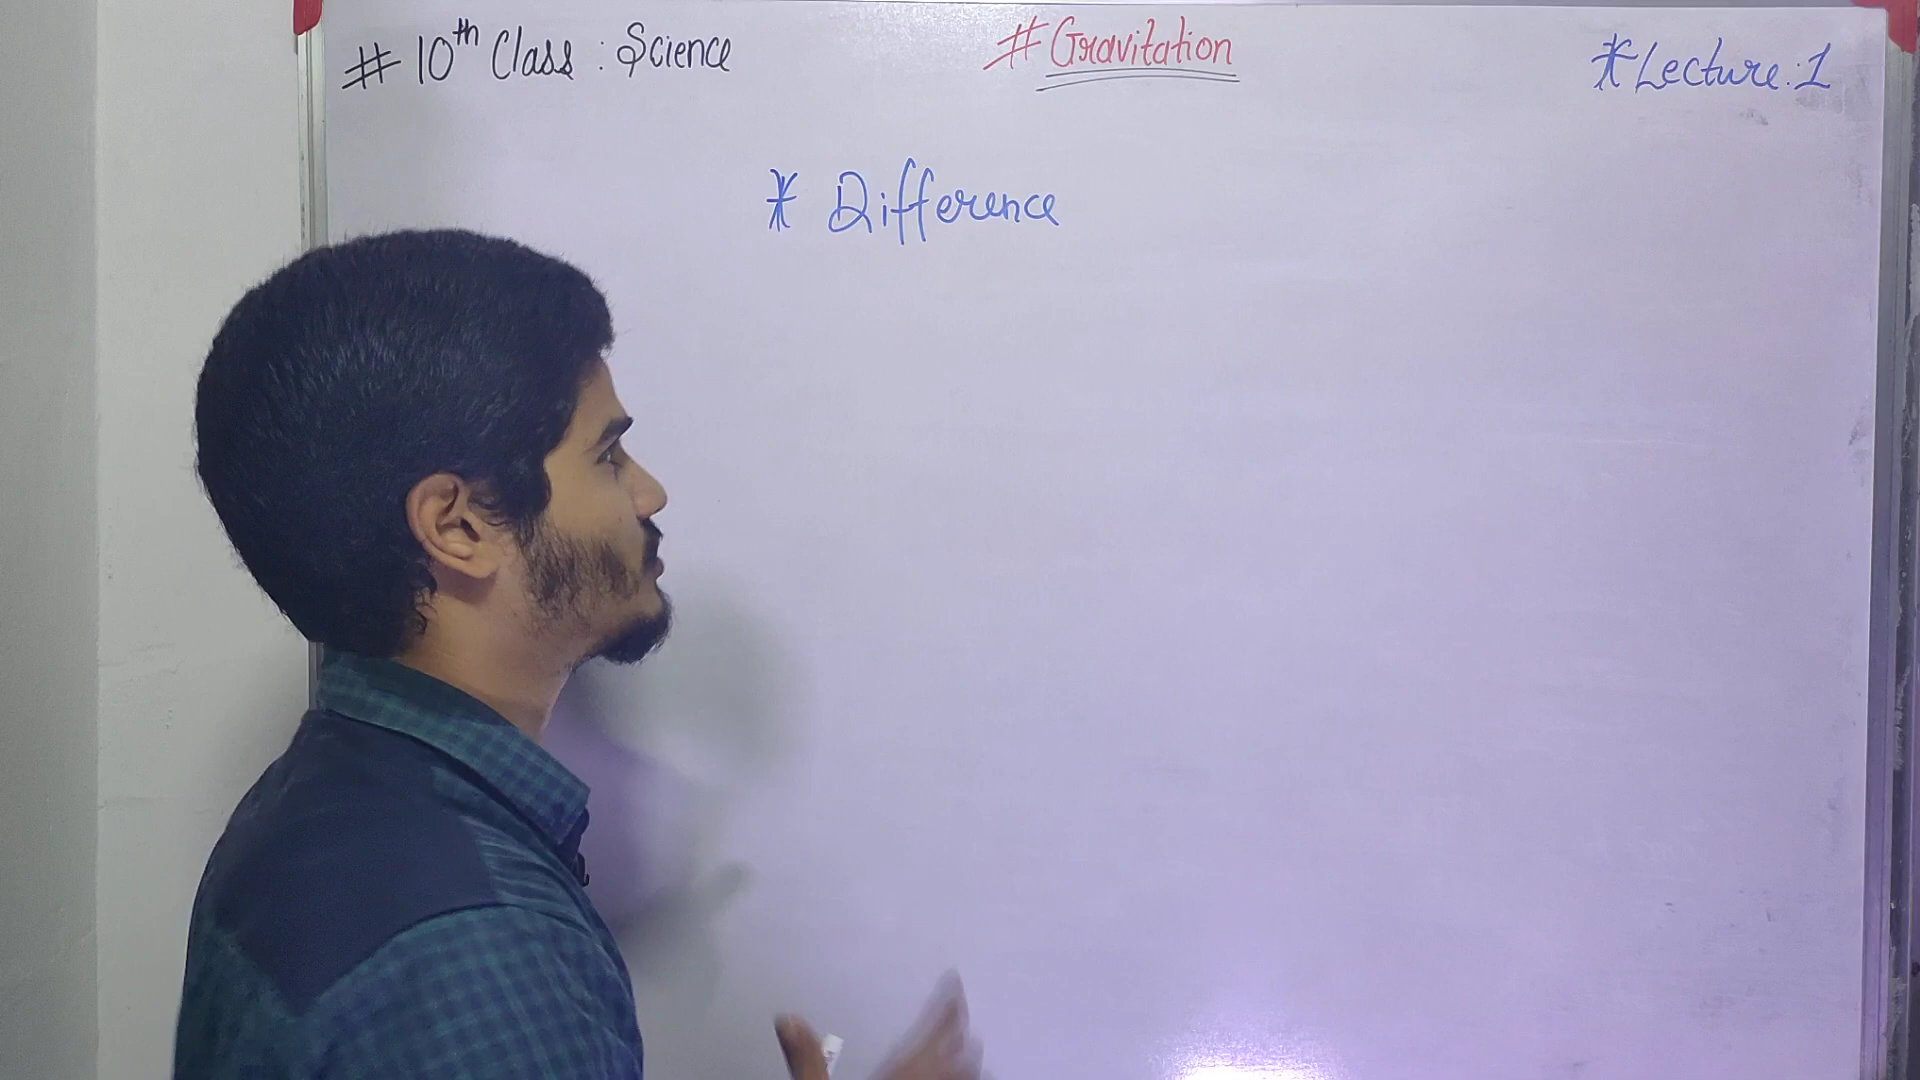 # 10th Class : Science
# Gravitation
* Lecture : 1
* Difference